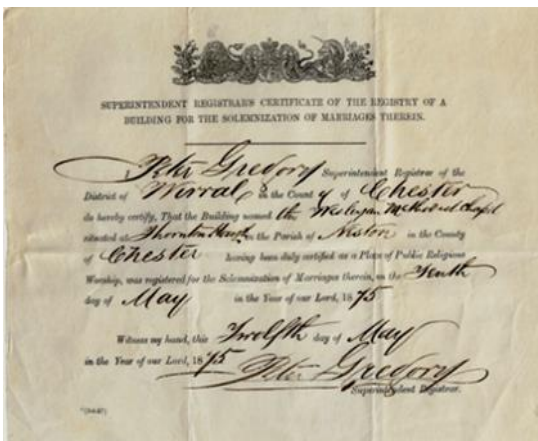 SUPERINTENDENT REGISTRAR'S CERTIFICATE OF THE REGISTRY OF A
BUILDING FOR THE SOLEMNIZATION OF MARRIAGES THEREIN.
Peter Gregory Superintendent Registrar of the
District of Wirral in the County of Chester
do hereby certify, That the Building named the Wesleyan Methodist Chapel
situated at Thornton Hough in the Parish of Neston in the County
of Chester having been duly certified as a Place of Public Religious
Worship, was registered for the Solemnization of Marriages therein, on the Tenth
day of May in the Year of our Lord, 1875
Witness my hand, this Twelfth day of May
in the Year of our Lord, 1875
Peter Gregory
Superintendent Registrar.